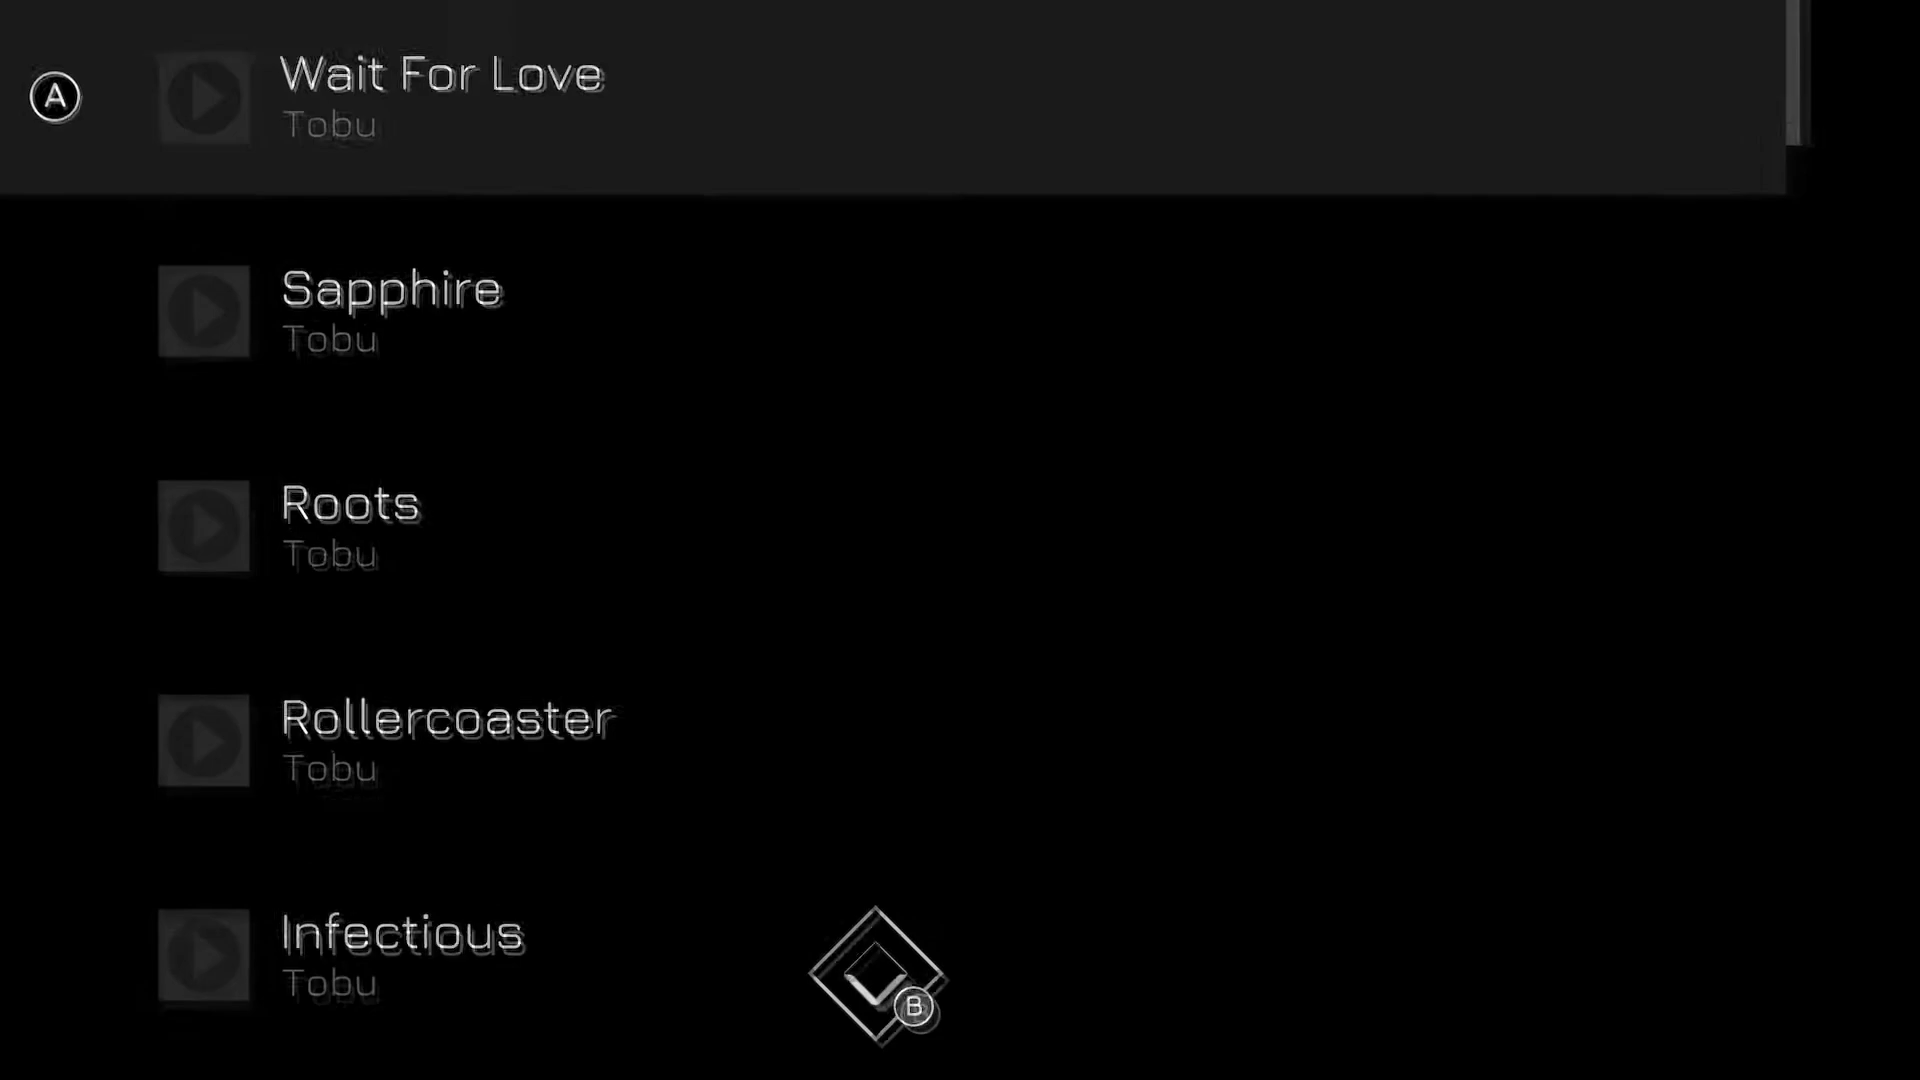 A
Wait For Love
Tobu
Sapphire
Tobu
Roots
Tobu
Rollercoaster
Tobu
Infectious
Tobu
B